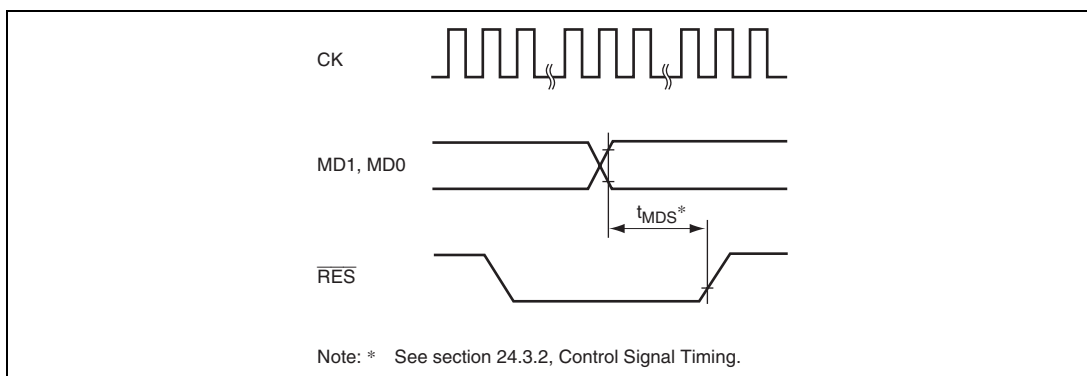 CK
MD1, MD0
tMDS*
RES
Note: * See section 24.3.2, Control Signal Timing.